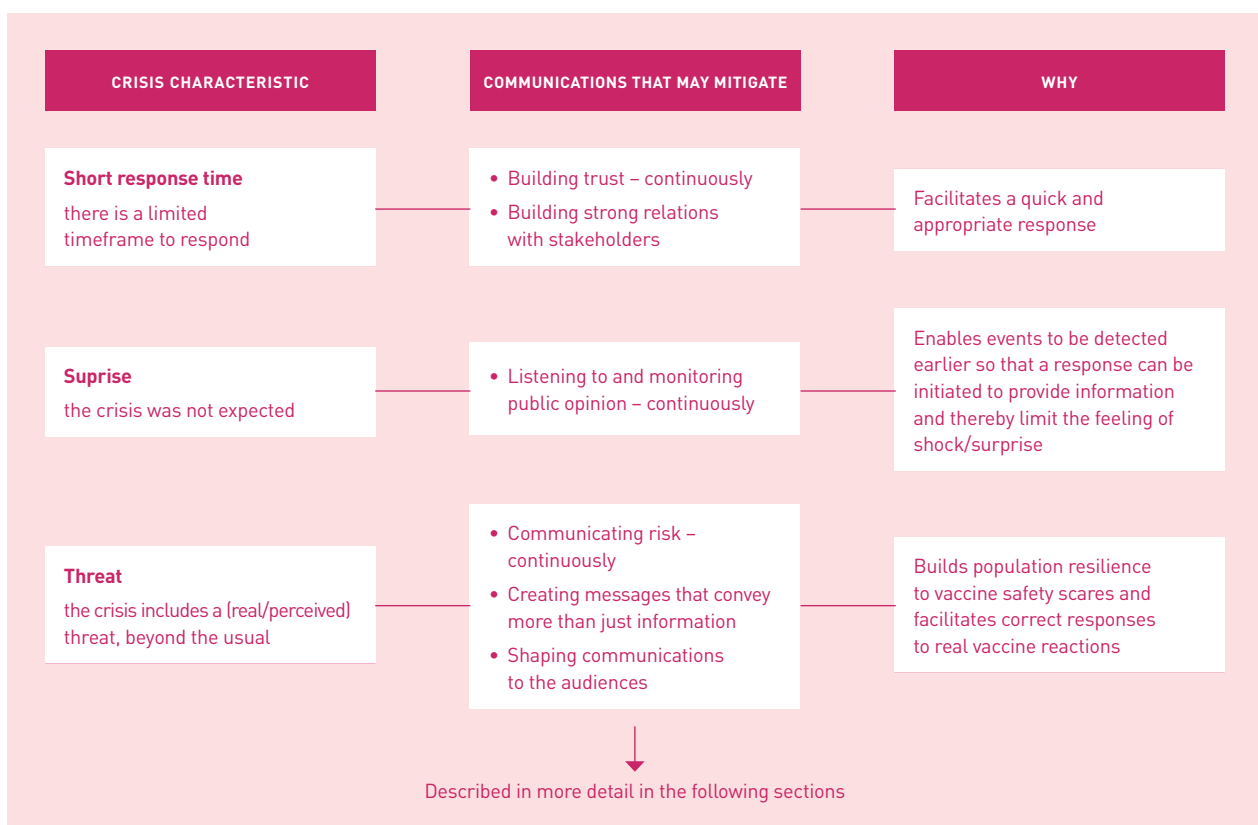 CRISIS CHARACTERISTIC
COMMUNICATIONS THAT MAY MITIGATE
WHY
Short response time
there is a limited
timeframe to respond
• Building trust – continuously
• Building strong relations
with stakeholders
Facilitates a quick and
appropriate response
Suprise
the crisis was not expected
• Listening to and monitoring
public opinion – continuously
Enables events to be detected
earlier so that a response can be
initiated to provide information
and thereby limit the feeling of
shock/surprise
Threat
the crisis includes a (real/perceived)
threat, beyond the usual
• Communicating risk –
continuously
• Creating messages that convey
more than just information
• Shaping communications
to the audiences
Builds population resilience
to vaccine safety scares and
facilitates correct responses
to real vaccine reactions
Described in more detail in the following sections